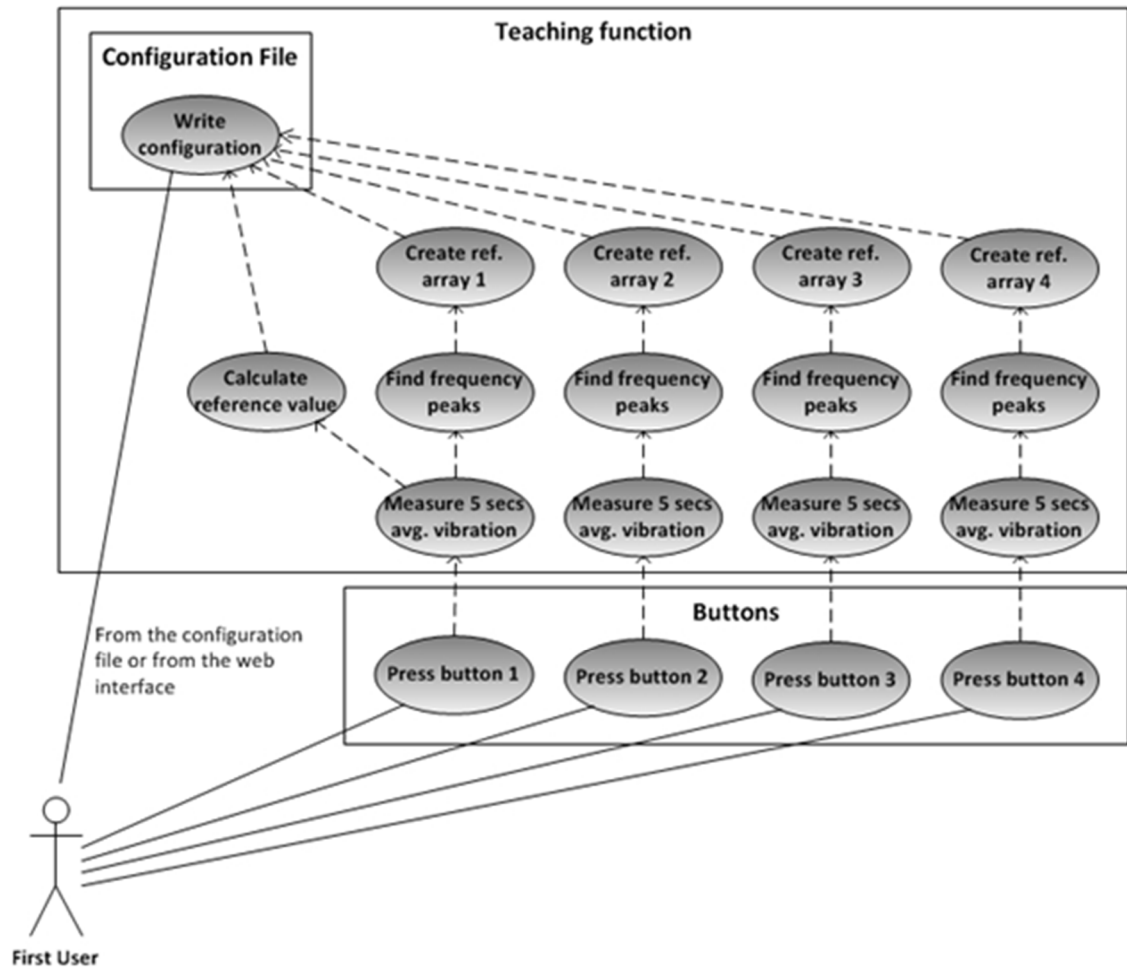 Teaching function
Configuration File
Write
configuration
Create ref.
array 1
Create ref.
array 2
Create ref.
array 3
Create ref.
array 4
Calculate
reference value
Find frequency
peaks
Find frequency
peaks
Find frequency
peaks
Find frequency
peaks
Measure 5 secs
avg. vibration
Measure 5 secs
avg. vibration
Measure 5 secs
avg. vibration
Measure 5 secs
avg. vibration
Buttons
From the configuration
file or from the web
interface
Press button 1
Press button 2
Press button 3
Press button 4
First User